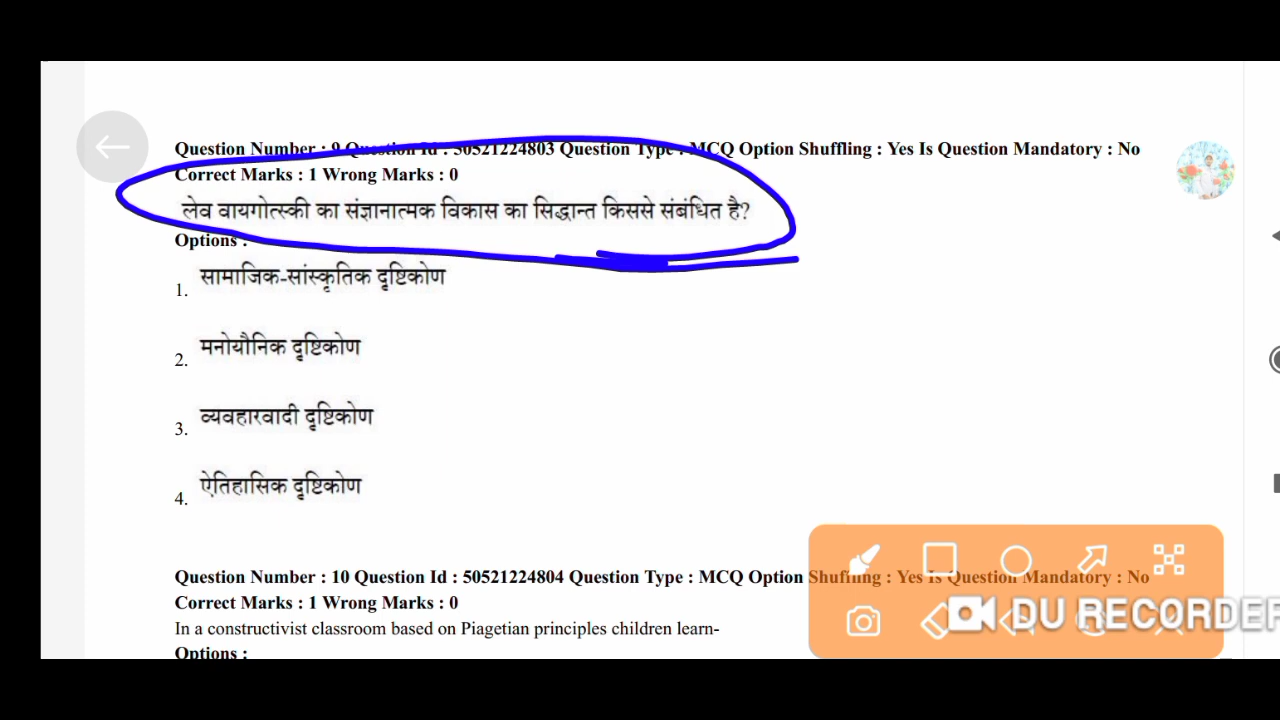 Question Number : 9 Question Id : 50521224803 Question Type : MCQ Option Shuffling : Yes Is Question Mandatory : No
Correct Marks : 1 Wrong Marks : 0
लेव वायगोत्स्की का संज्ञानात्मक विकास का सिद्धान्त किससे संबंधित है?
Options :
1. सामाजिक-सांस्कृतिक दृष्टिकोण
2. मनोयौनिक दृष्टिकोण
3. व्यवहारवादी दृष्टिकोण
4. ऐतिहासिक दृष्टिकोण
Question Number : 10 Question Id : 50521224804 Question Type : MCQ Option Shuffling : Yes Is Question Mandatory : No
Correct Marks : 1 Wrong Marks : 0
DU RECORDER
In a constructivist classroom based on Piagetian principles children learn-
Options :